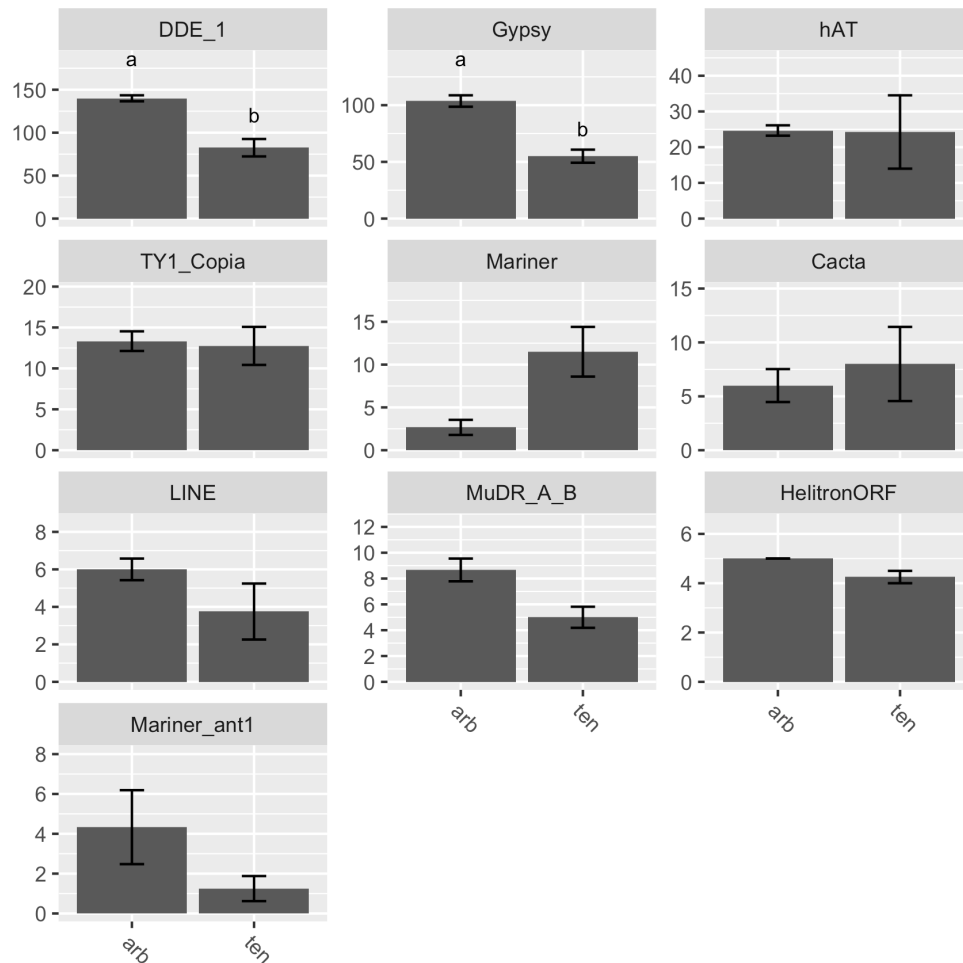 DDE_1 Gypsy hAT
a a
b b
150 100 40
100 30
50 50 20
10
0 0 0
TY1_Copia Mariner Cacta
20 15 15
15 10 10
10
5 5 5
0 0 0
LINE MuDR_A_B HelitronORF
8 12 6
6 10
8 4
4 6
2 4 2
2
0 0 0
arb ten arb ten
Mariner_ant1
8
6
4
2
0
arb ten